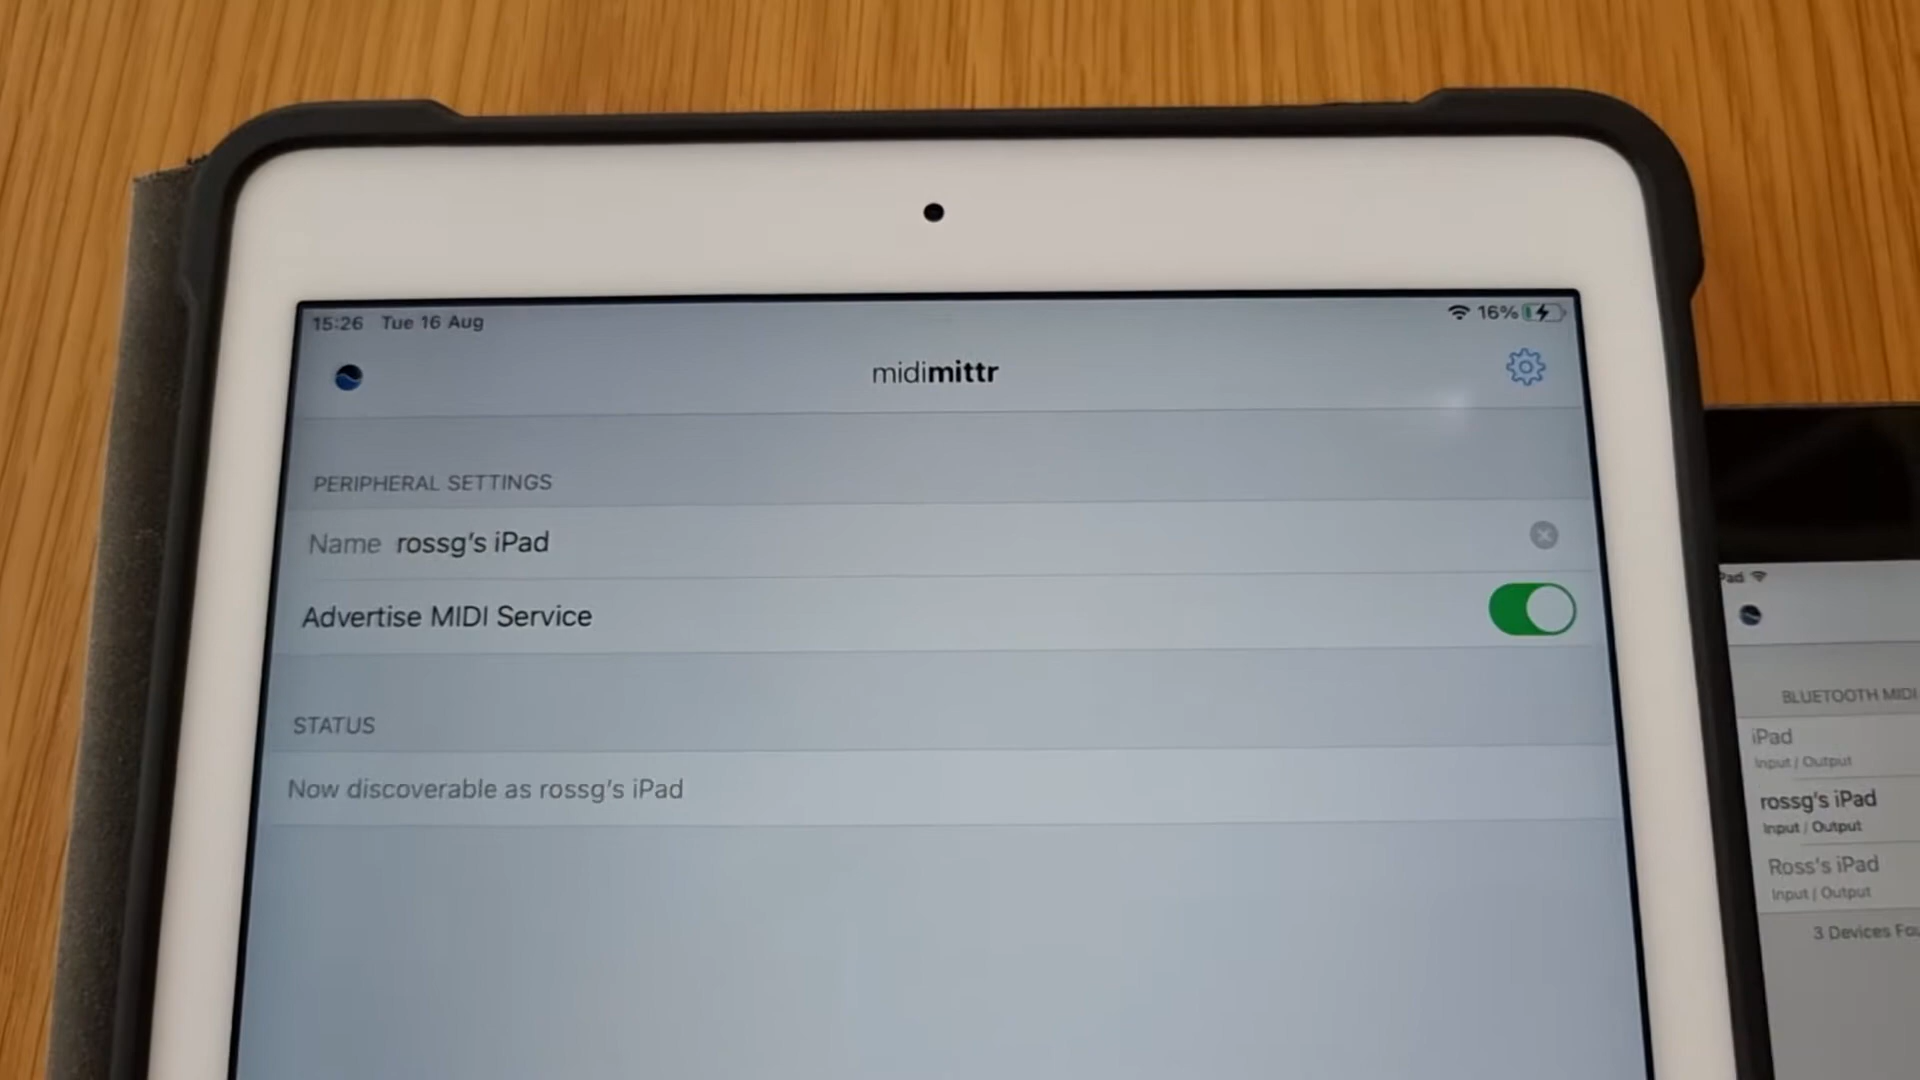 15:26 Tue 16 Aug
16%
midimittr
PERIPHERAL SETTINGS
Name rossg's iPad
Advertise MIDI Service
STATUS
Now discoverable as rossg's iPad
Pad
BLUETOOTH MIDI
iPad
Input / Output
rossg's iPad
Input / Output
Ross's iPad
Input / Output
3 Devices Fou